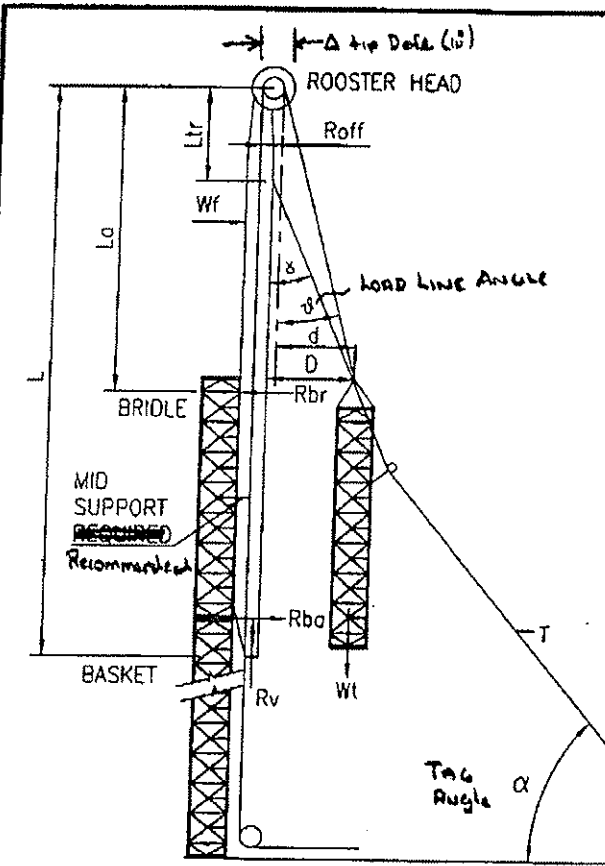 Δ tip Defl (10")
ROOSTER HEAD
Ltr
Roff
La
Wf
L
γ
LOAD LINE ANGLE
θ
d
D
Rbr
BRIDLE
MID
SUPPORT
REQUIRED
Recommended
Rba
T
BASKET
Rv
Wt
TAG
Angle
α